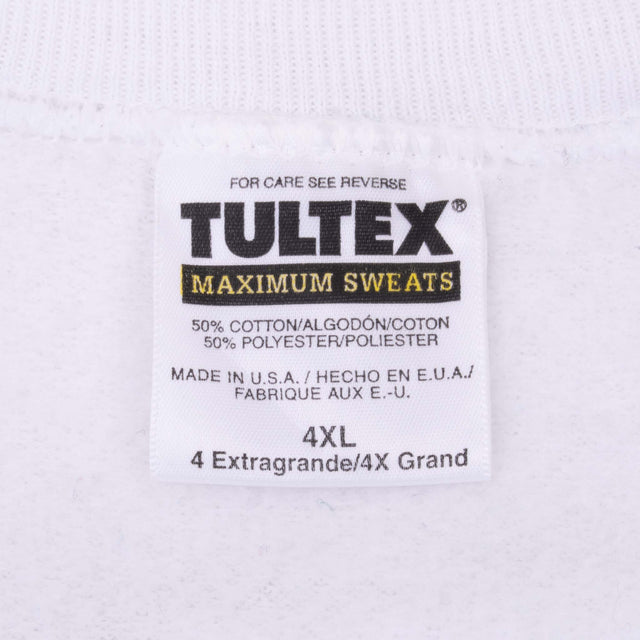 FOR CARE SEE REVERSE
TULTEX®
MAXIMUM SWEATS
50% COTTON/ALGODÓN/COTON
50% POLYESTER/POLIESTER
MADE IN U.S.A. / HECHO EN E.U.A./
FABRIQUE AUX E.-U.
4XL
4 Extragrande/4X Grand